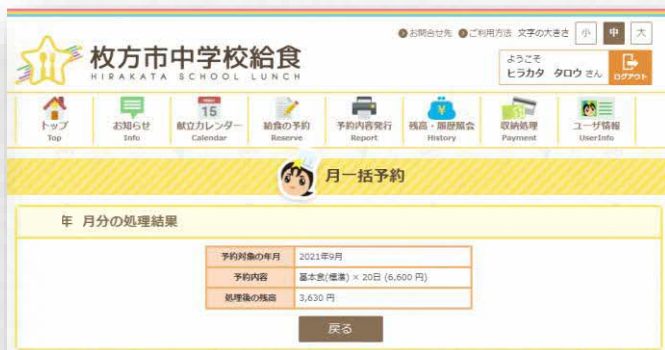 お問合せ先 ご利用方法 文字の大きさ 小 中 大
枚方市中学校給食
HIRAKATA SCHOOL LUNCH
ようこそ
ヒラカタ タロウ さん
ログアウト
トップ お知らせ 献立カレンダー 給食の予約 予約内容発行 残高・履歴照会 収納処理 ユーザ情報
15
Top Info Calendar Reserve Report History Payment UserInfo
月一括予約
年 月分の処理結果
予約対象の年月 2021年9月
予約内容 基本食(標準) × 20日 (6,600 円)
処理後の残高 3,630 円
戻る